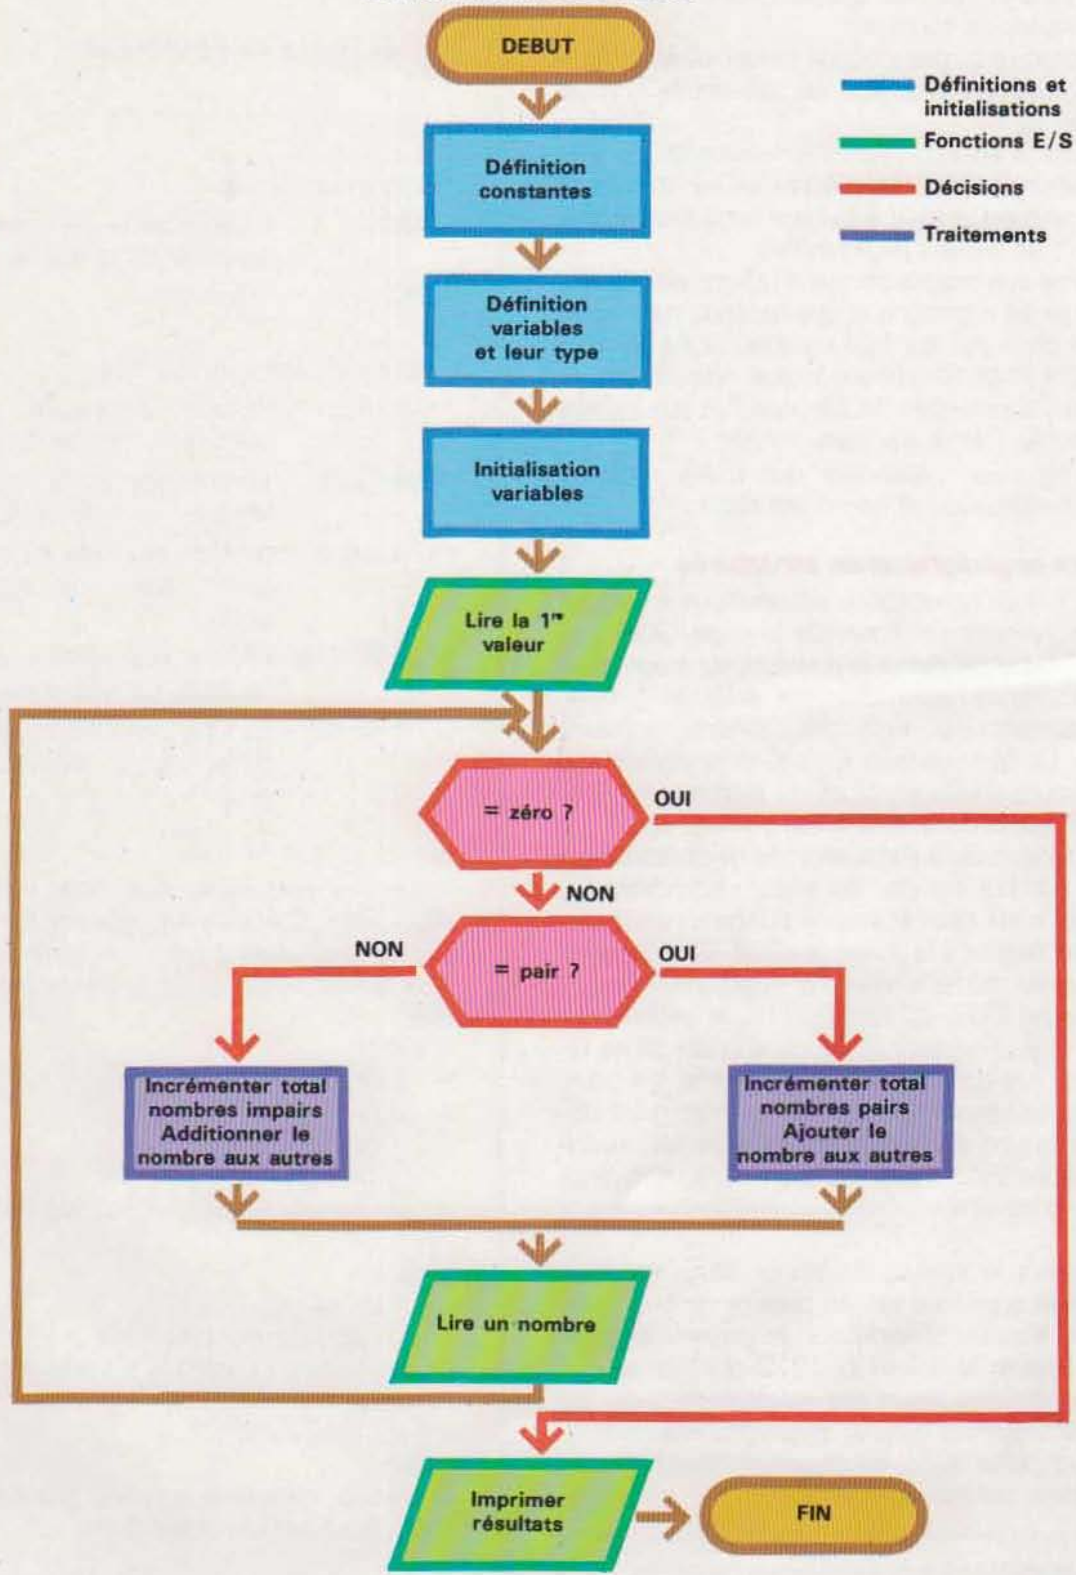 DEBUT
Définitions et
initialisations
Fonctions E/S
Décisions
Traitements
Définition
constantes
Définition
variables
et leur type
Initialisation
variables
Lire la 1re
valeur
= zéro ?
OUI
NON
NON
= pair ?
OUI
Incrémenter total
nombres impairs
Additionner le
nombre aux autres
Incrémenter total
nombres pairs
Ajouter le
nombre aux autres
Lire un nombre
Imprimer
résultats
FIN